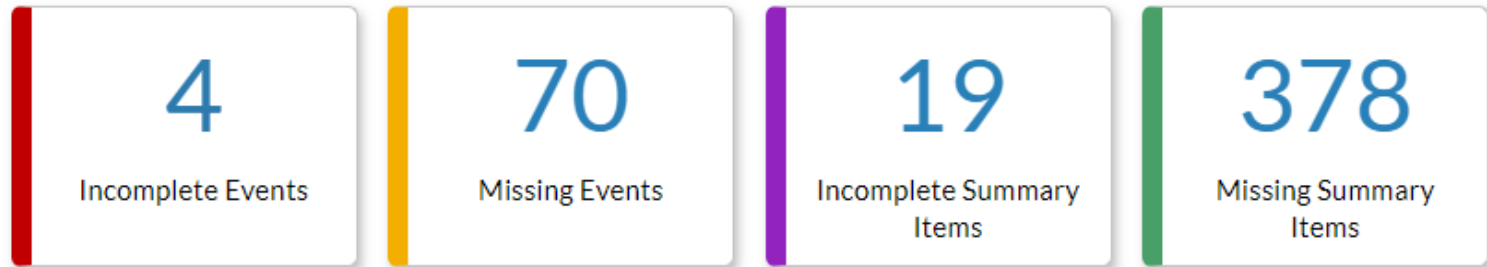 4
Incomplete Events
70
Missing Events
19
Incomplete Summary
Items
378
Missing Summary
Items